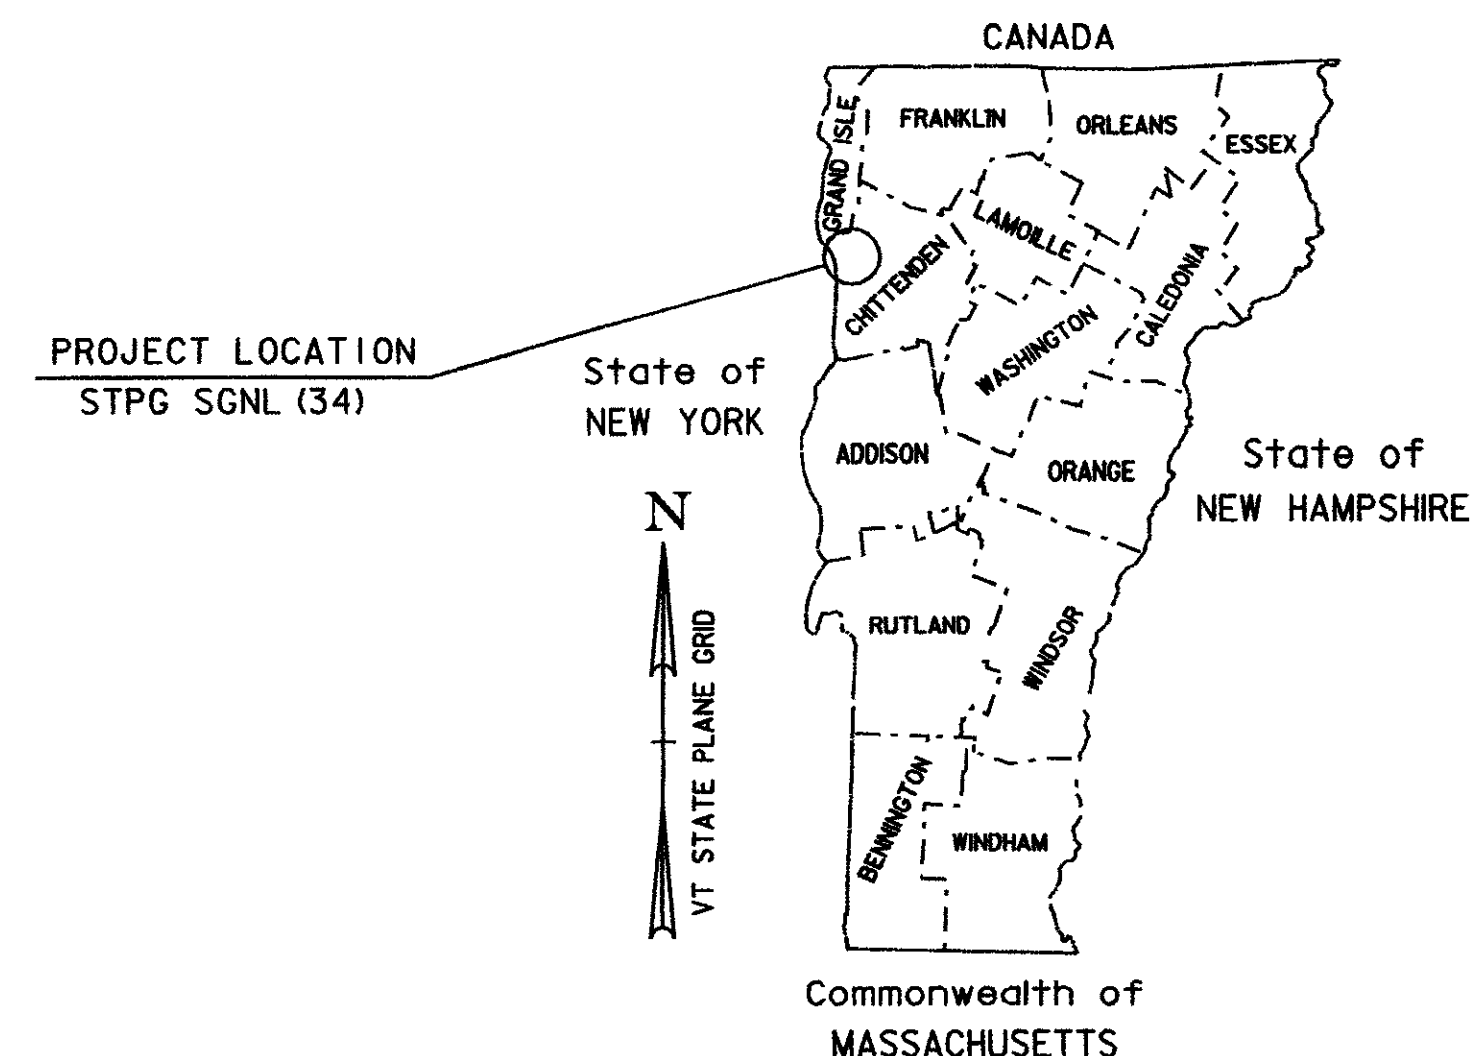 CANADA
FRANKLIN
ORLEANS
ESSEX
GRAND ISLE
LAMOILLE
CHITTENDEN
CALEDONIA
WASHINGTON
PROJECT LOCATION
STPG SGNL (34)
State of
NEW YORK
ADDISON
ORANGE
State of
NEW HAMPSHIRE
N
VT STATE PLANE GRID
RUTLAND
WINDSOR
BENNINGTON
WINDHAM
Commonwealth of
MASSACHUSETTS